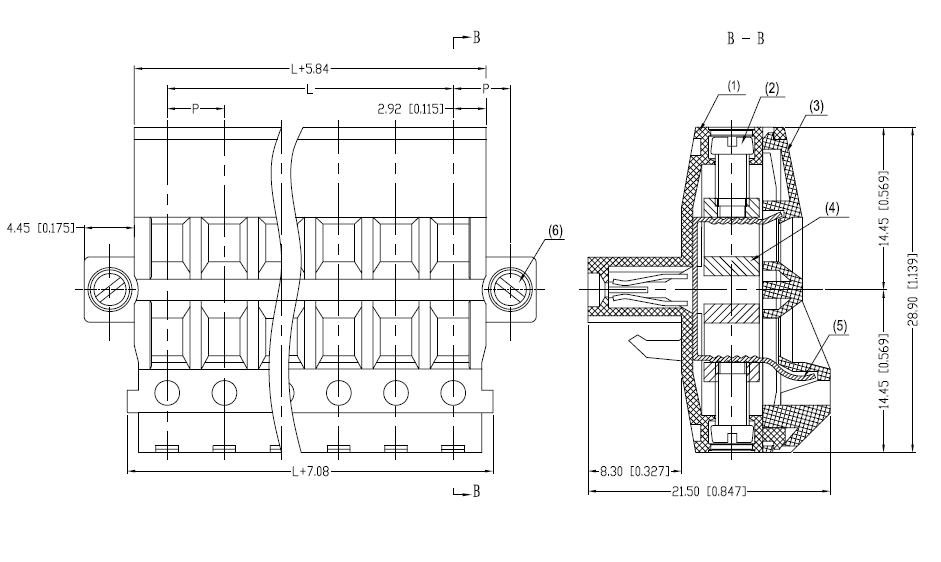 B
B - B
L+5.84
L
P
P
2.92 [0.115]
4.45 [0.175]
(6)
L+7.08
B
(1)
(2)
(3)
(4)
(5)
14.45 [0.569]
14.45 [0.569]
28.90 [1.139]
8.30 [0.327]
21.50 [0.847]